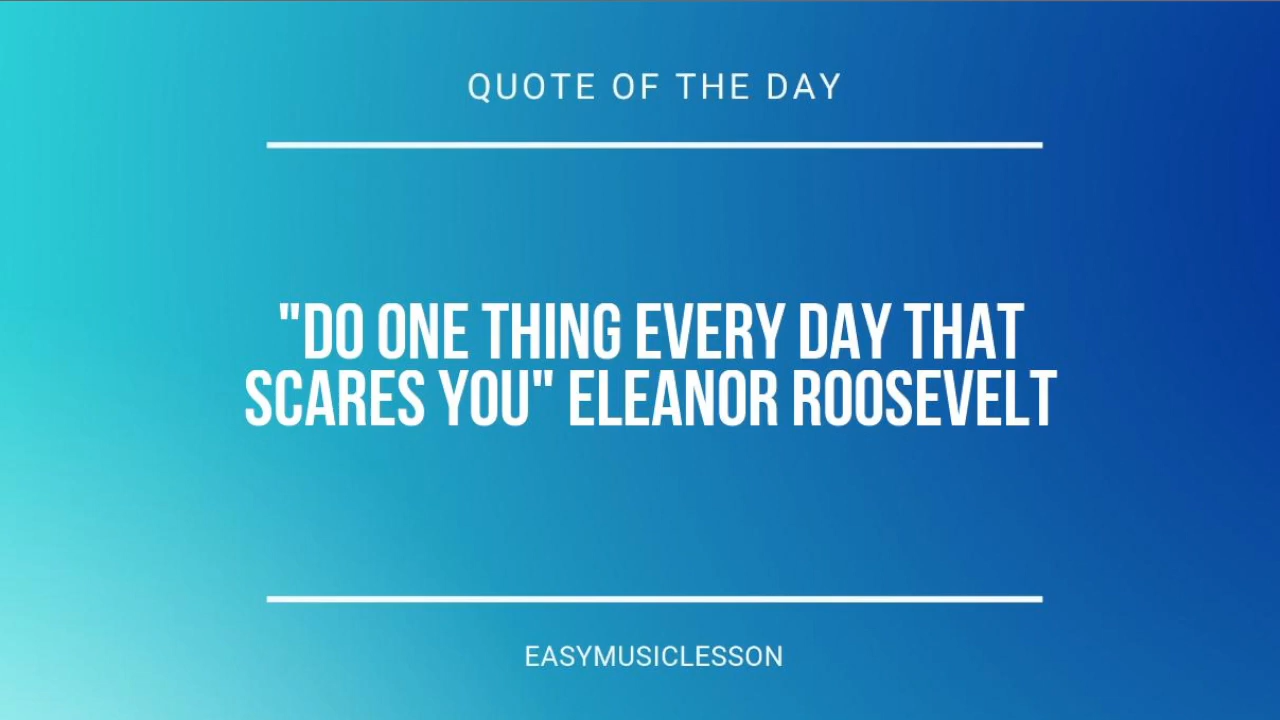 QUOTE OF THE DAY
"DO ONE THING EVERY DAY THAT
SCARES YOU" ELEANOR ROOSEVELT
EASYMUSICLESSON